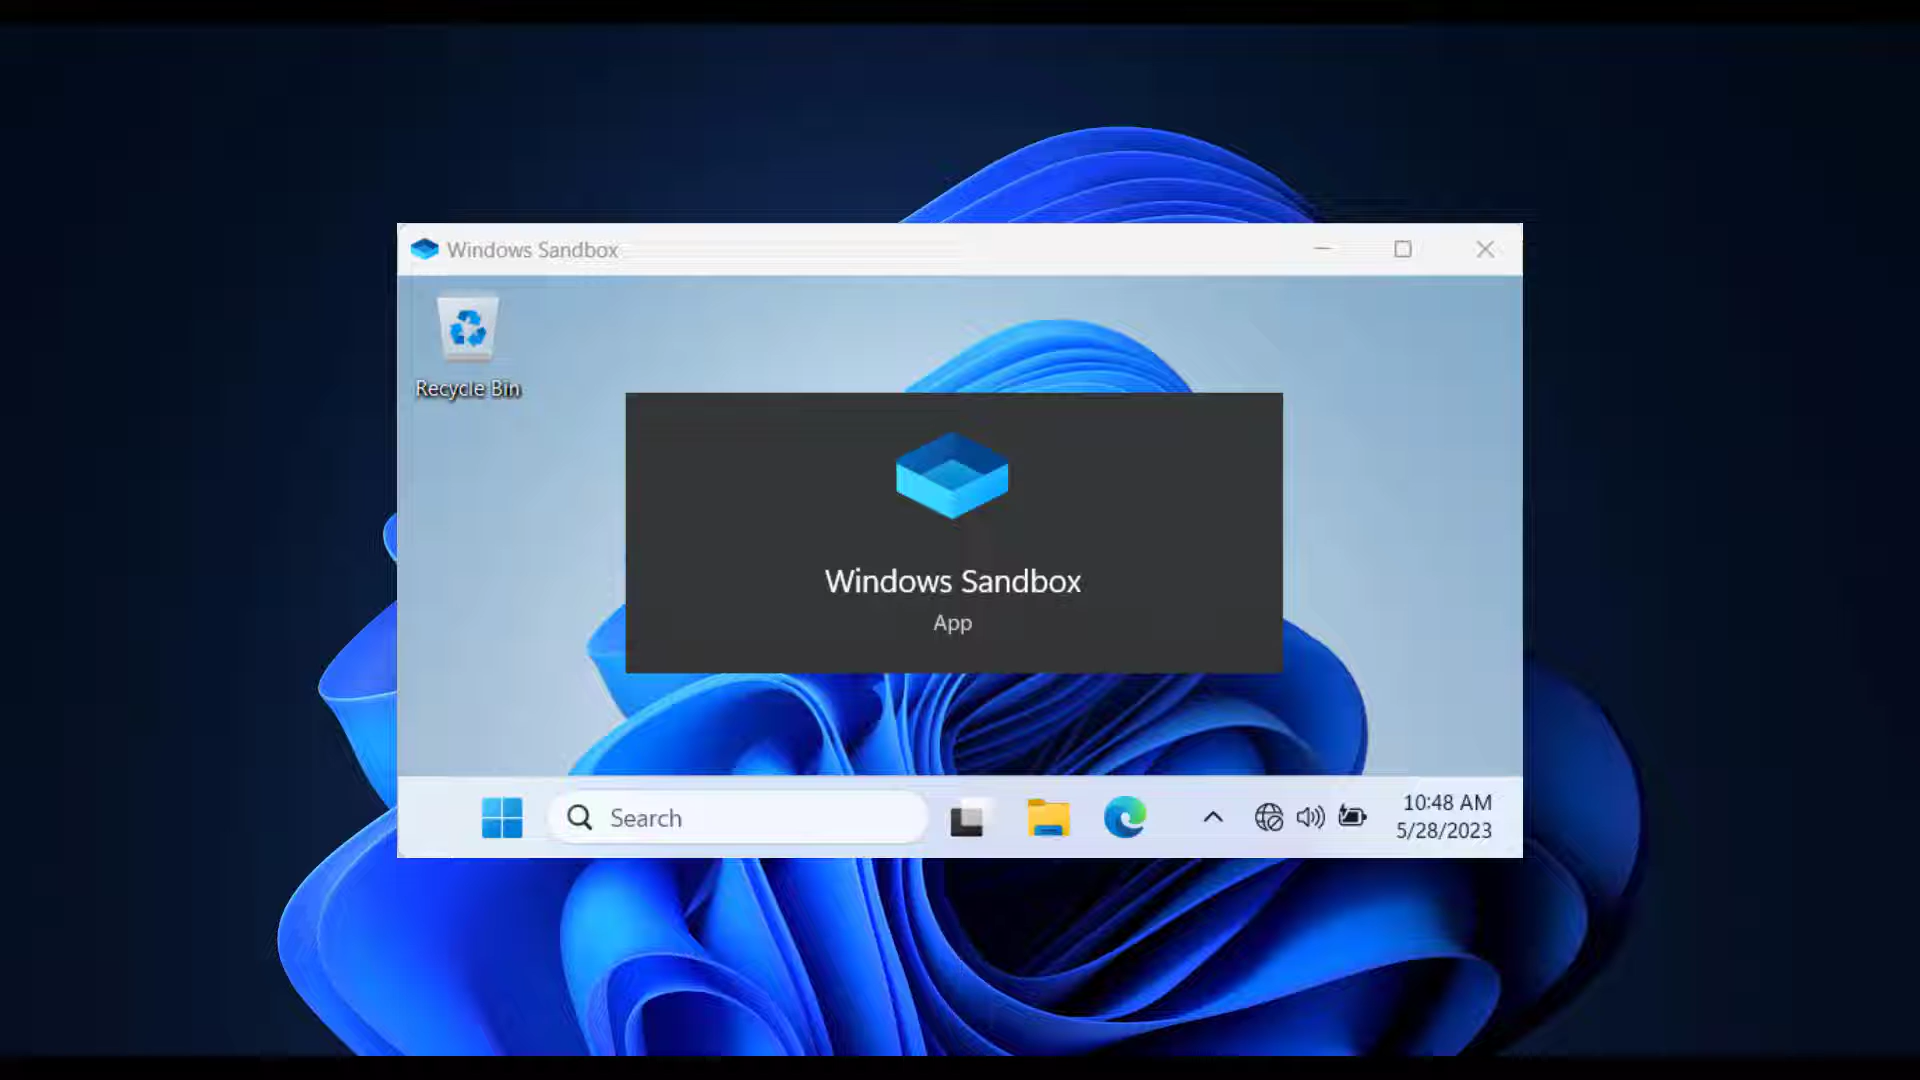 Windows Sandbox
Recycle Bin
Windows Sandbox
App
Search
10:48 AM
5/28/2023